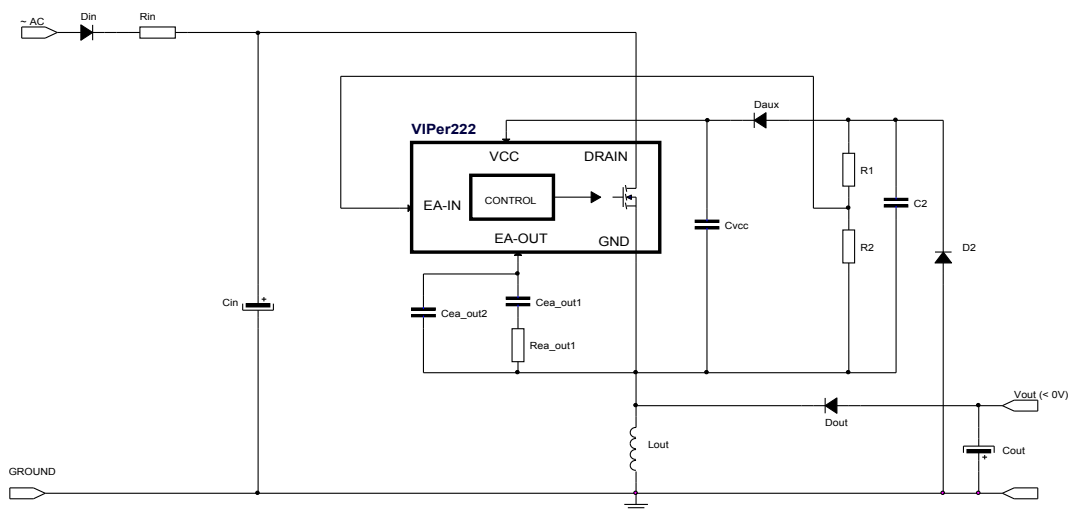 ~ AC
Din
Rin
Daux
VIPer222
VCC
DRAIN
R1
EA-IN
CONTROL
C2
Cvcc
EA-OUT
GND
R2
D2
Cin
+
Cea_out1
Cea_out2
Rea_out1
Vout (< 0V)
Dout
Lout
Cout
+
GROUND